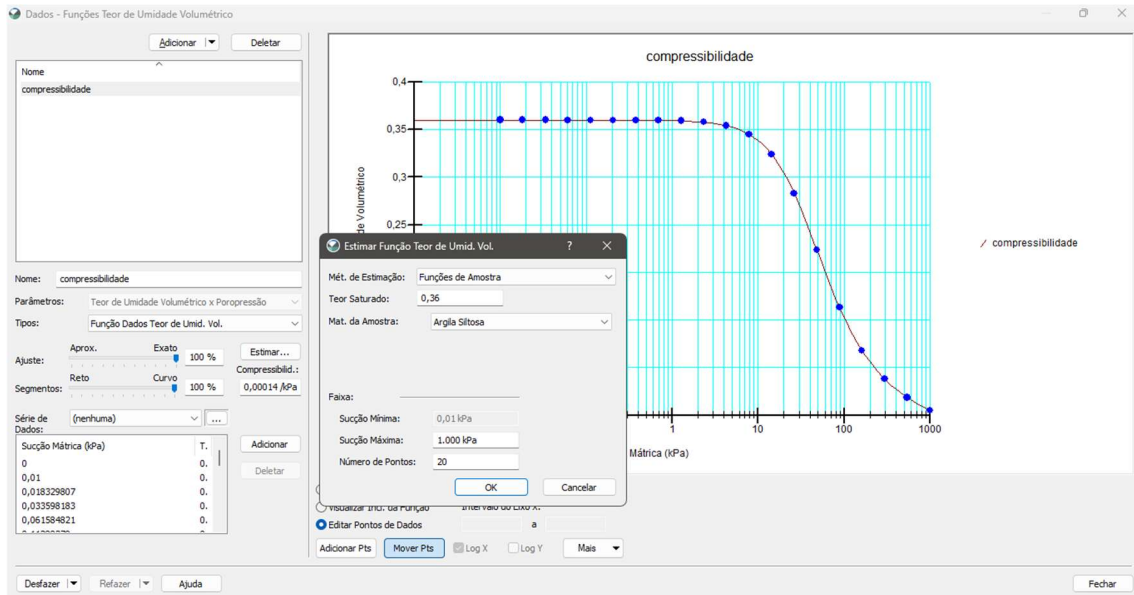 Dados - Funções Teor de Umidade Volumétrico
Adicionar
Deletar
Nome
compressibilidade
Nome: compressibilidade
Parâmetros: Teor de Umidade Volumétrico x Poropressão
Tipos: Função Dados Teor de Umid. Vol.
Aprox. Exato
Ajuste: 100 % Estimar...
Compressibilid.:
Reto Curvo
Segmentos: 100 % 0,00014 /kPa
Série de Dados: (nenhuma) ...
Sucção Mátrica (kPa) T.
0 0.
0,01 0.
0,018329807 0.
0,033598183 0.
0,061584821 0.
Adicionar
Deletar
compressibilidade
0,4
0,35
0,3
0,25
de Volumétrico
1 10 100 1000
Mátrica (kPa)
compressibilidade
Estimar Função Teor de Umid. Vol. ?
Mét. de Estimação: Funções de Amostra
Teor Saturado: 0,36
Mat. da Amostra: Argila Siltosa
Faixa:
Sucção Mínima: 0,01 kPa
Sucção Máxima: 1.000 kPa
Número de Pontos: 20
OK Cancelar
Editar Pontos de Dados a
Adicionar Pts Mover Pts Log X Log Y Mais
Desfazer Refazer Ajuda Fechar